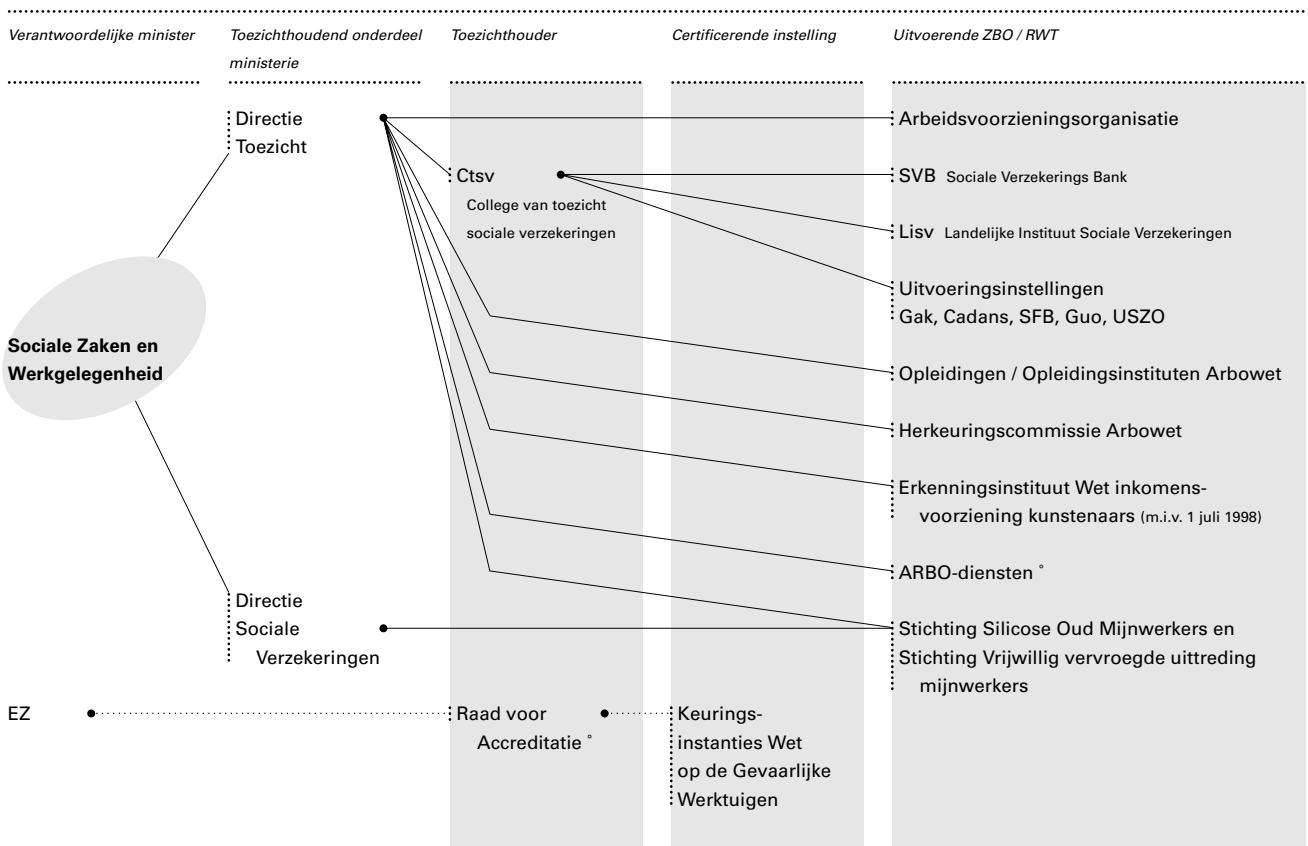 Verantwoordelijke minister
Toezichthoudend onderdeel
ministerie
Toezichthouder
Certificerende instelling
Uitvoerende ZBO / RWT
Directie
Toezicht
Arbeidsvoorzieningsorganisatie
Ctsv
College van toezicht
sociale verzekeringen
SVB Sociale Verzekerings Bank
Lisv Landelijke Instituut Sociale Verzekeringen
Uitvoeringsinstellingen
Gak, Cadans, SFB, Guo, USZO
Sociale Zaken en
Werkgelegenheid
Opleidingen / Opleidingsinstituten Arbowet
Herkeuringscommissie Arbowet
Erkenningsinstituut Wet inkomens-
voorziening kunstenaars (m.i.v. 1 juli 1998)
ARBO-diensten °
Directie
Sociale
Verzekeringen
Stichting Silicose Oud Mijnwerkers en
Stichting Vrijwillig vervroegde uittreding
mijnwerkers
EZ
Raad voor
Accreditatie °
Keurings-
instanties Wet
op de Gevaarlijke
Werktuigen